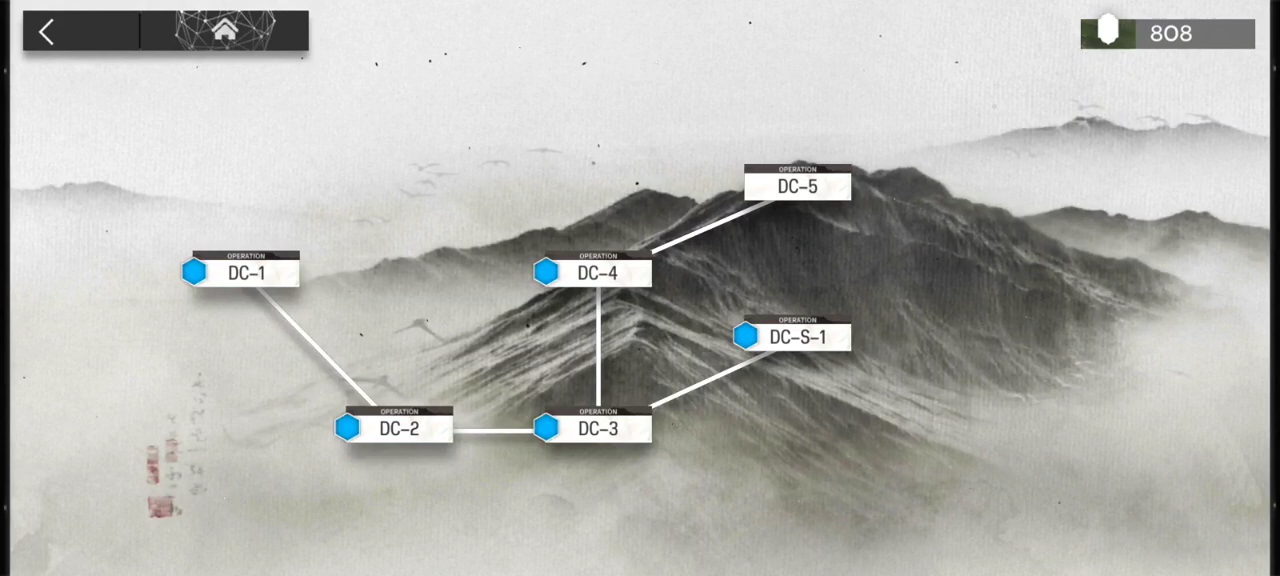 808
OPERATION
DC-5
OPERATION
DC-1
OPERATION
DC-4
OPERATION
DC-S-1
OPERATION
DC-2
OPERATION
DC-3